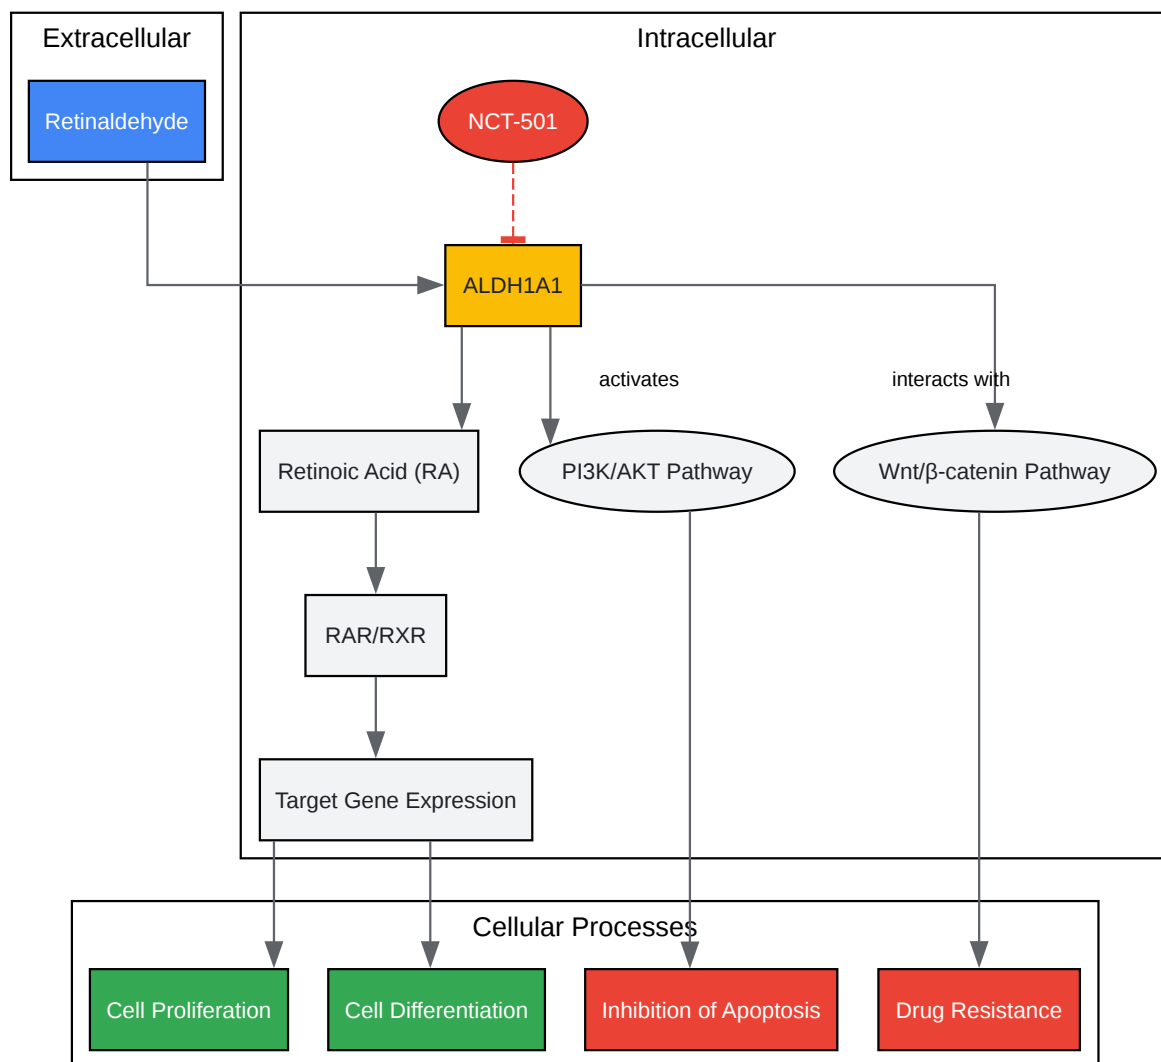 Extracellular
Intracellular
Retinaldehyde
NCT-501
ALDH1A1
activates
interacts with
Retinoic Acid (RA)
PI3K/AKT Pathway
Wnt/β-catenin Pathway
RAR/RXR
Target Gene Expression
Cellular Processes
Cell Proliferation
Cell Differentiation
Inhibition of Apoptosis
Drug Resistance